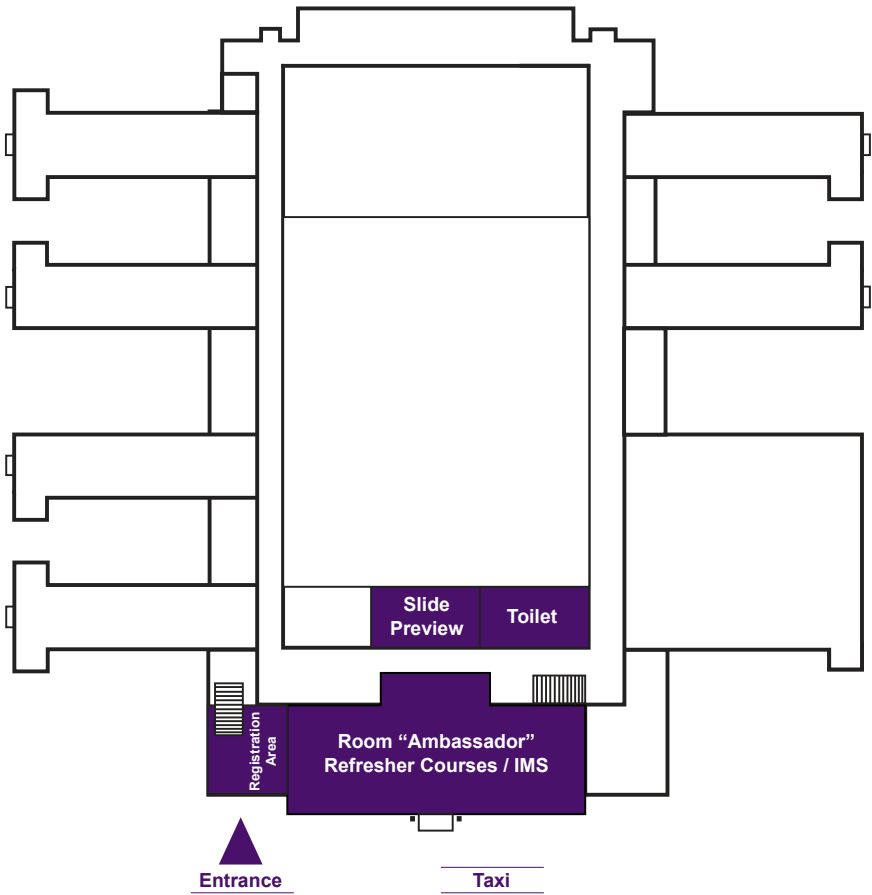 Slide
Preview
Toilet
Registration
Area
Room “Ambassador”
Refresher Courses / IMS
Entrance
Taxi